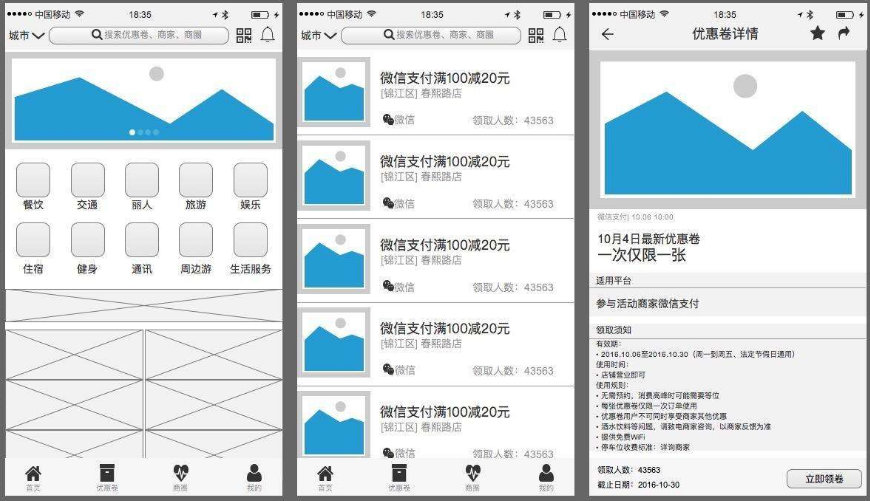 中国移动 18:35
城市 搜索优惠卷、商家、商圈
餐饮 交通 丽人 旅游 娱乐
住宿 健身 通讯 周边游 生活服务
首页 优惠卷 商圈 我的
中国移动 18:35
城市 搜索优惠卷、商家、商圈
微信支付满100减20元
[锦江区] 春熙路店
微信 领取人数：43563
微信支付满100减20元
[锦江区] 春熙路店
微信 领取人数：43563
微信支付满100减20元
[锦江区] 春熙路店
微信 领取人数：43563
微信支付满100减20元
[锦江区] 春熙路店
微信 领取人数：43563
微信支付满100减20元
[锦江区] 春熙路店
微信 领取人数：43563
首页 优惠卷 商圈 我的
中国移动 18:35
优惠卷详情
微信支付| 10.06 10:00
10月4日最新优惠卷
一次仅限一张
适用平台
参与活动商家微信支付
领取须知
有效期：
• 2016.10.06至2016.10.30（周一到周五、法定节假日通用）
使用时间：
• 店铺营业即可
使用规则：
• 无需预约，消费高峰时可能需要等位
• 每张优惠卷仅限一次订单使用
• 优惠卷用户不可同时享受商家其他优惠
• 酒水饮料等问题，请致电商家咨询，以商家反馈为准
• 提供免费WiFi
• 停车位收费标准：详询商家
领取人数：43563
截止日期：2016-10-30
立即领卷